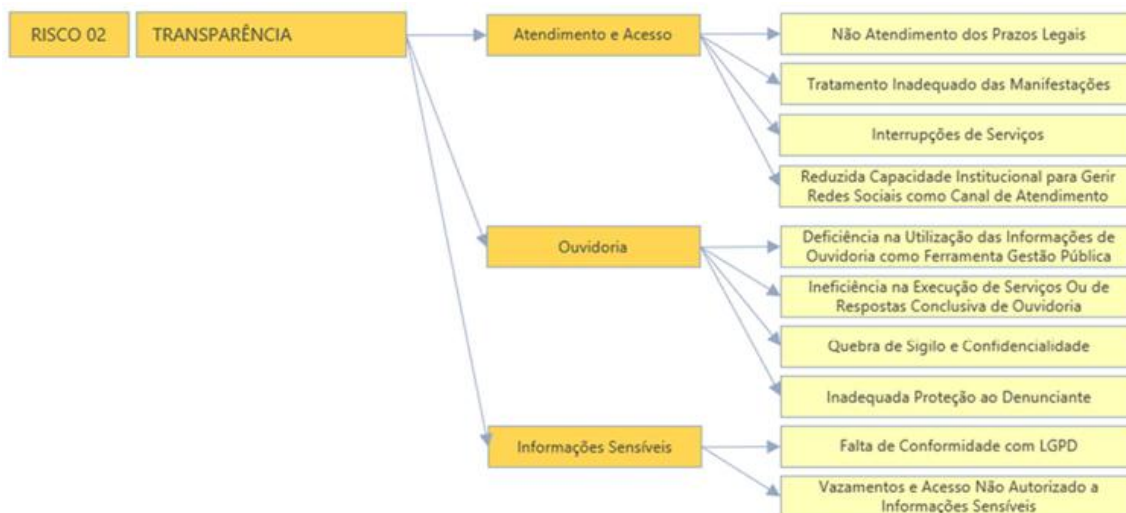 RISCO 02
TRANSPARÊNCIA
Atendimento e Acesso
Não Atendimento dos Prazos Legais
Tratamento Inadequado das Manifestações
Interrupções de Serviços
Reduzida Capacidade Institucional para Gerir
Redes Sociais como Canal de Atendimento
Ouvidoria
Deficiência na Utilização das Informações de
Ouvidoria como Ferramenta Gestão Pública
Ineficiência na Execução de Serviços Ou de
Respostas Conclusiva de Ouvidoria
Quebra de Sigilo e Confidencialidade
Inadequada Proteção ao Denunciante
Informações Sensíveis
Falta de Conformidade com LGPD
Vazamentos e Acesso Não Autorizado a
Informações Sensíveis